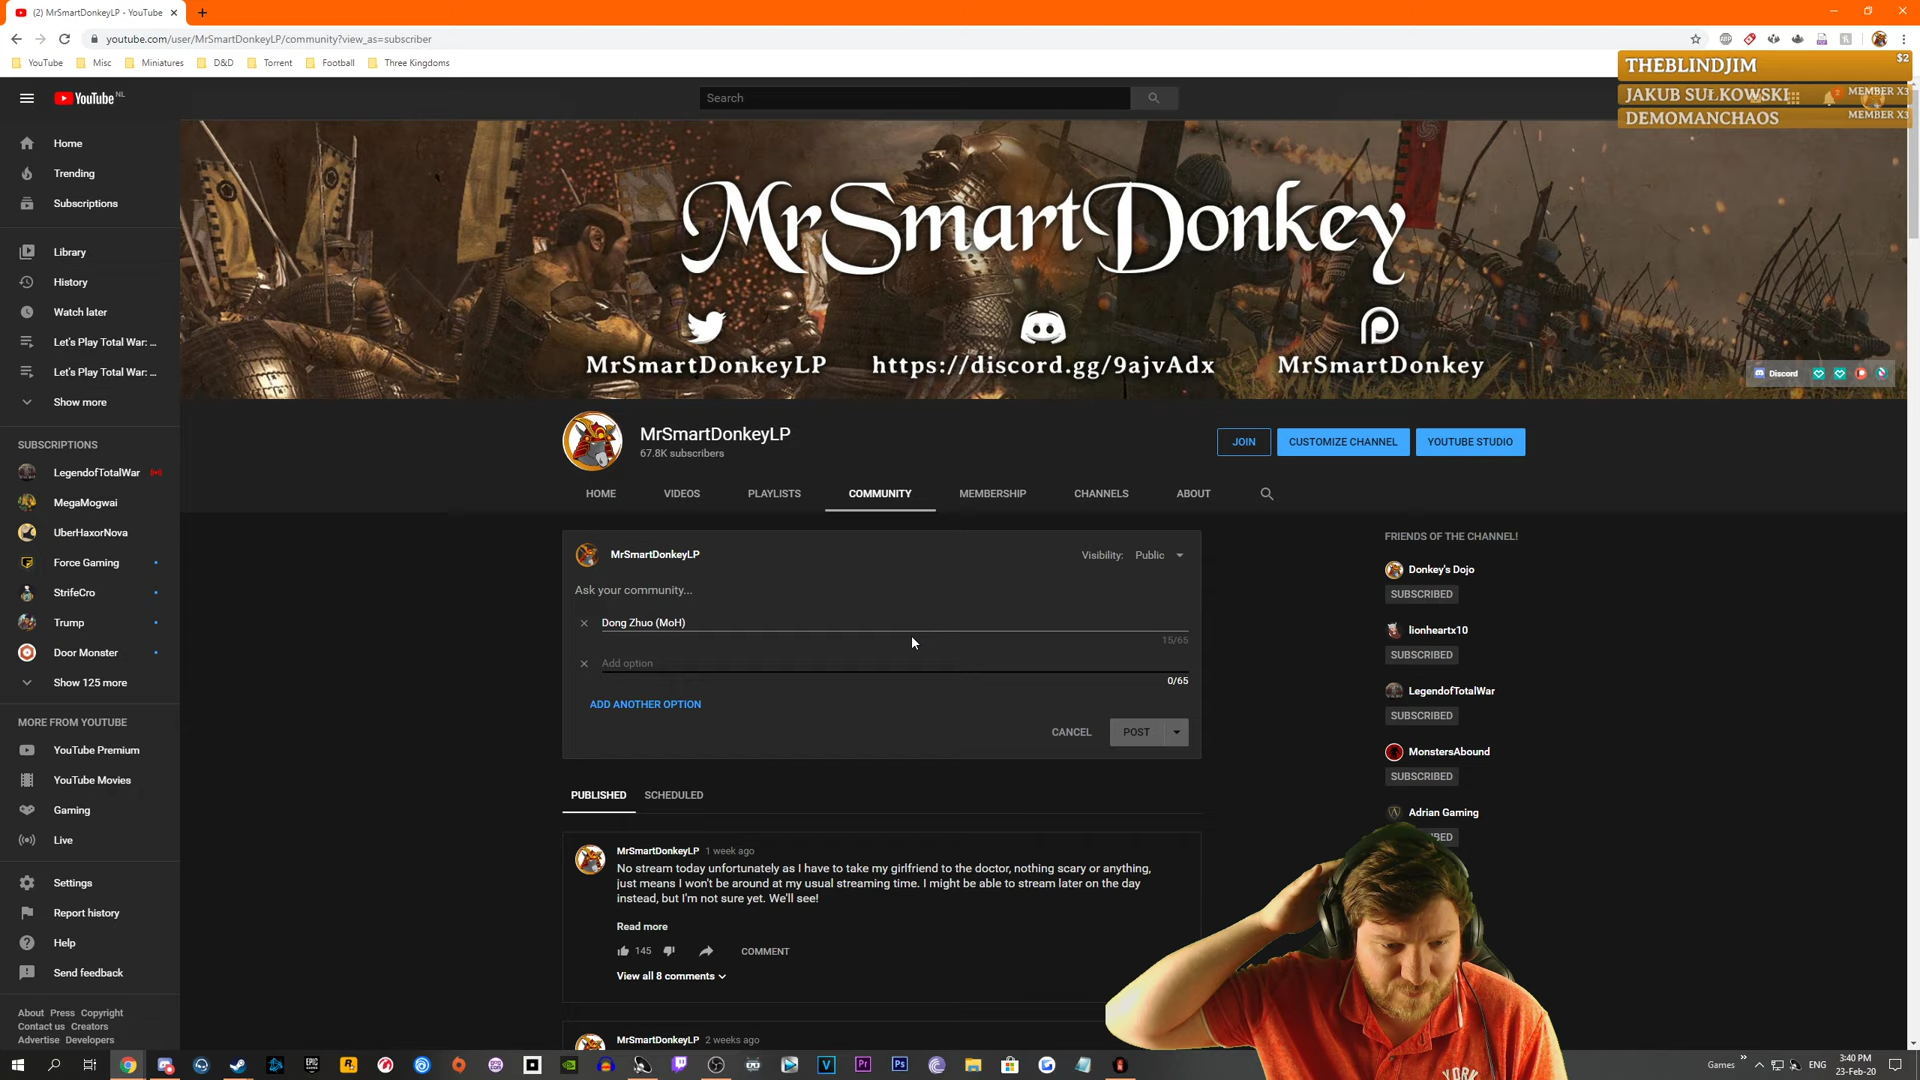 (2) MrSmartDonkeyLP - YouTube
youtube.com/user/MrSmartDonkeyLP/community?view_as=subscriber
YouTube
Misc
Miniatures
D&D
Torrent
Football
Three Kingdoms
THEBLINDJIM
$2
JAKUB SUŁKOWSKI
MEMBER X3
DEMOMANCHAOS
MEMBER X3
YouTube NL
Search
Home
Trending
Subscriptions
Library
History
Watch later
Let's Play Total War: ...
Let's Play Total War: ...
Show more
SUBSCRIPTIONS
LegendofTotalWar
MegaMogwai
UberHaxorNova
Force Gaming
StrifeCro
Trump
Door Monster
Show 125 more
MORE FROM YOUTUBE
YouTube Premium
YouTube Movies
Gaming
Live
Settings
Report history
Help
Send feedback
About Press Copyright
Contact us Creators
Advertise Developers
MrSmartDonkey
MrSmartDonkeyLP
https://discord.gg/9ajvAdx
MrSmartDonkey
Discord
MrSmartDonkeyLP
67.8K subscribers
JOIN
CUSTOMIZE CHANNEL
YOUTUBE STUDIO
HOME
VIDEOS
PLAYLISTS
COMMUNITY
MEMBERSHIP
CHANNELS
ABOUT
MrSmartDonkeyLP
Visibility: Public
Ask your community...
Dong Zhuo (MoH)
15/65
Add option
0/65
ADD ANOTHER OPTION
CANCEL
POST
PUBLISHED
SCHEDULED
MrSmartDonkeyLP 1 week ago
No stream today unfortunately as I have to take my girlfriend to the doctor, nothing scary or anything,
just means I won't be around at my usual streaming time. I might be able to stream later on the day
instead, but I'm not sure yet. We'll see!
Read more
145
COMMENT
View all 8 comments
MrSmartDonkeyLP 2 weeks ago
FRIENDS OF THE CHANNEL!
Donkey's Dojo
SUBSCRIBED
lionheartx10
SUBSCRIBED
LegendofTotalWar
SUBSCRIBED
MonstersAbound
SUBSCRIBED
Adrian Gaming
YORK
Games
ENG
3:40 PM
23-Feb-20